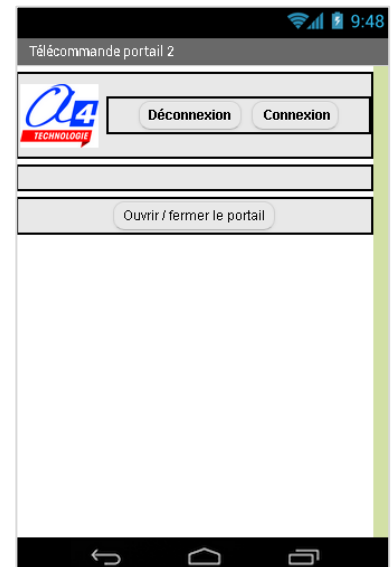 9:48
Télécommande portail 2
a4
TECHNOLOGIE
Déconnexion Connexion
Ouvrir / fermer le portail